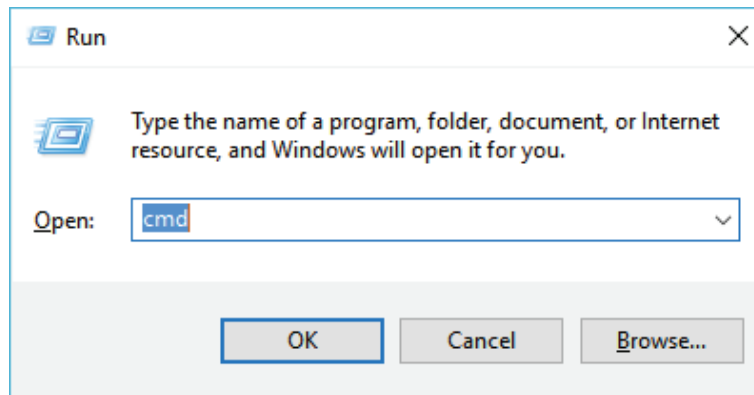 Run
Type the name of a program, folder, document, or Internet
resource, and Windows will open it for you.
Open: cmd
OK Cancel Browse...